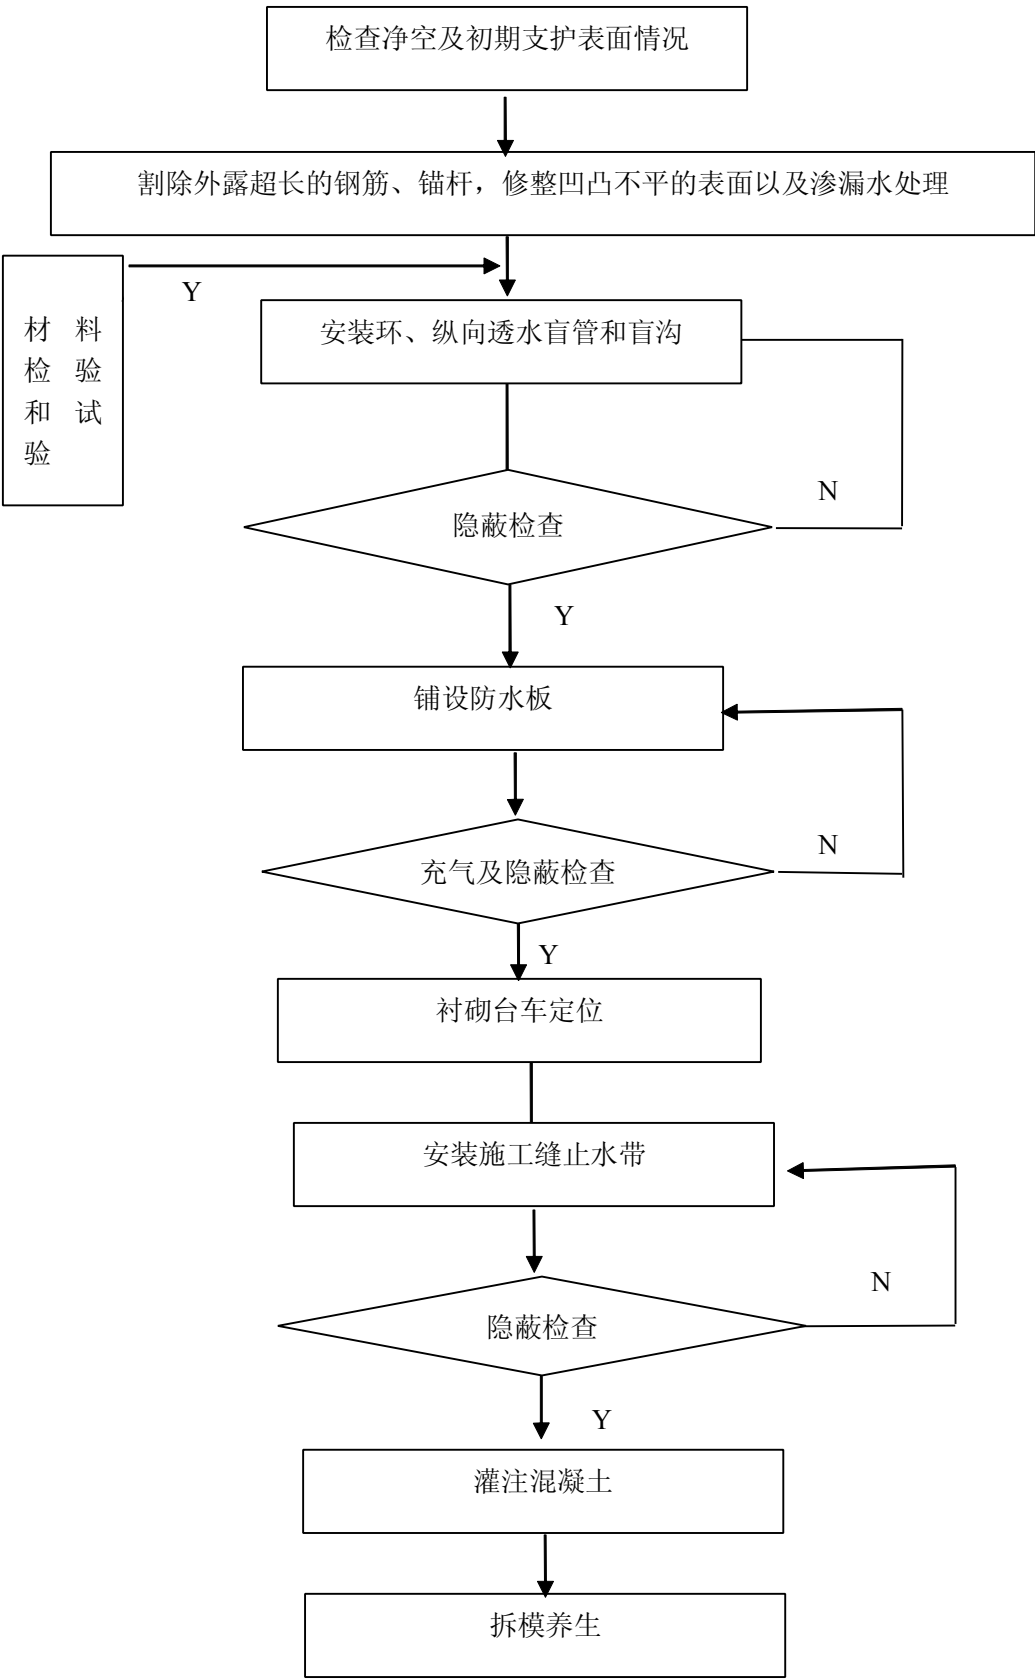 检查净空及初期支护表面情况
割除外露超长的钢筋、锚杆，修整凹凸不平的表面以及渗漏水处理
Y
材 料
检 验
和 试
验
安装环、纵向透水盲管和盲沟
N
隐蔽检查
Y
铺设防水板
N
充气及隐蔽检查
Y
衬砌台车定位
安装施工缝止水带
N
隐蔽检查
Y
灌注混凝土
拆模养生